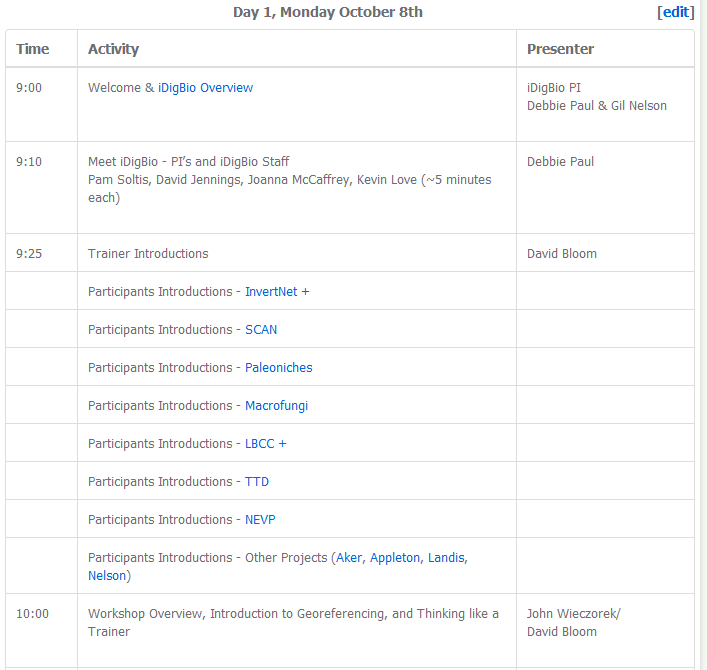 Day 1, Monday October 8th [edit]
Time Activity Presenter
9:00 Welcome & iDigBio Overview iDigBio PI
Debbie Paul & Gil Nelson
9:10 Meet iDigBio - PI's and iDigBio Staff Debbie Paul
Pam Soltis, David Jennings, Joanna McCaffrey, Kevin Love (~5 minutes
each)
9:25 Trainer Introductions David Bloom
Participants Introductions - InvertNet +
Participants Introductions - SCAN
Participants Introductions - Paleoniches
Participants Introductions - Macrofungi
Participants Introductions - LBCC +
Participants Introductions - TTD
Participants Introductions - NEVP
Participants Introductions - Other Projects (Aker, Appleton, Landis,
Nelson)
10:00 Workshop Overview, Introduction to Georeferencing, and Thinking like a John Wieczorek/
Trainer David Bloom